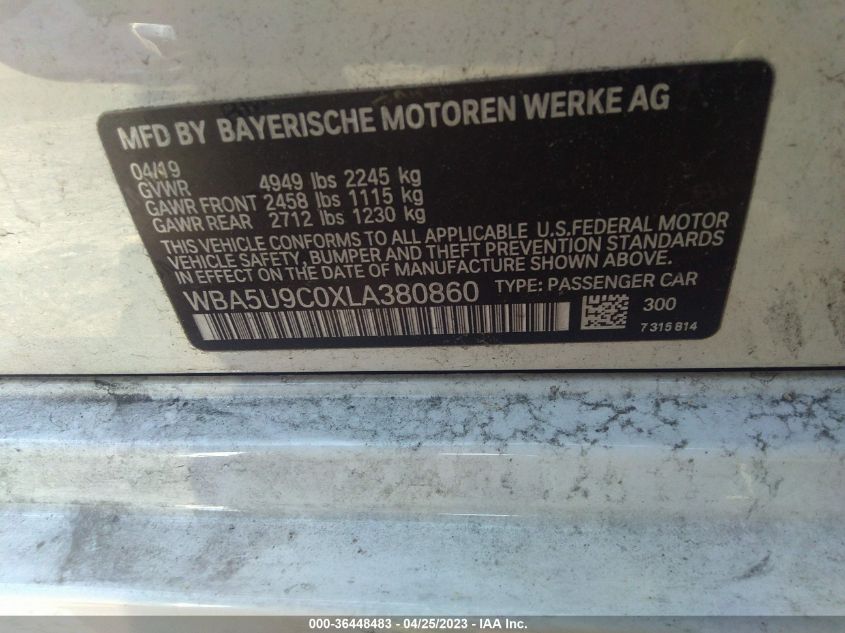 MFD BY BAYERISCHE MOTOREN WERKE AG
04/19
GVWR 4949 lbs 2245 kg
GAWR FRONT 2458 lbs 1115 kg
GAWR REAR 2712 lbs 1230 kg
THIS VEHICLE CONFORMS TO ALL APPLICABLE U.S.FEDERAL MOTOR
VEHICLE SAFETY, BUMPER AND THEFT PREVENTION STANDARDS
IN EFFECT ON THE DATE OF MANUFACTURE SHOWN ABOVE.
WBA5U9C0XLA380860 TYPE: PASSENGER CAR
300
7 315 814
000-36448483 - 04/25/2023 - IAA Inc.